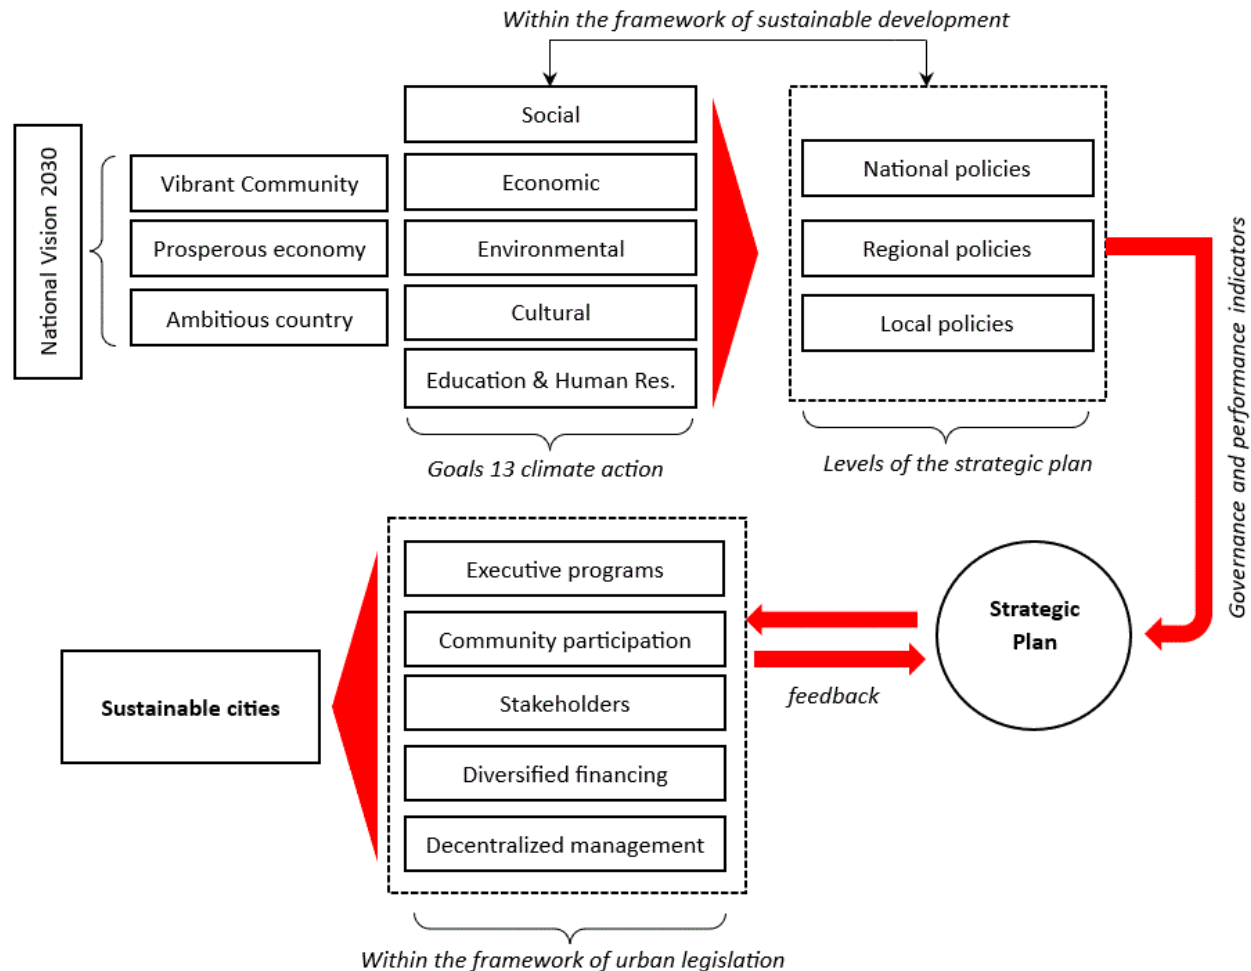 Within the framework of sustainable development
National Vision 2030
Vibrant Community
Prosperous economy
Ambitious country
Social
Economic
Environmental
Cultural
Education & Human Res.
Goals 13 climate action
National policies
Regional policies
Local policies
Levels of the strategic plan
Governance and performance indicators
Strategic
Plan
feedback
Executive programs
Community participation
Stakeholders
Diversified financing
Decentralized management
Within the framework of urban legislation
Sustainable cities